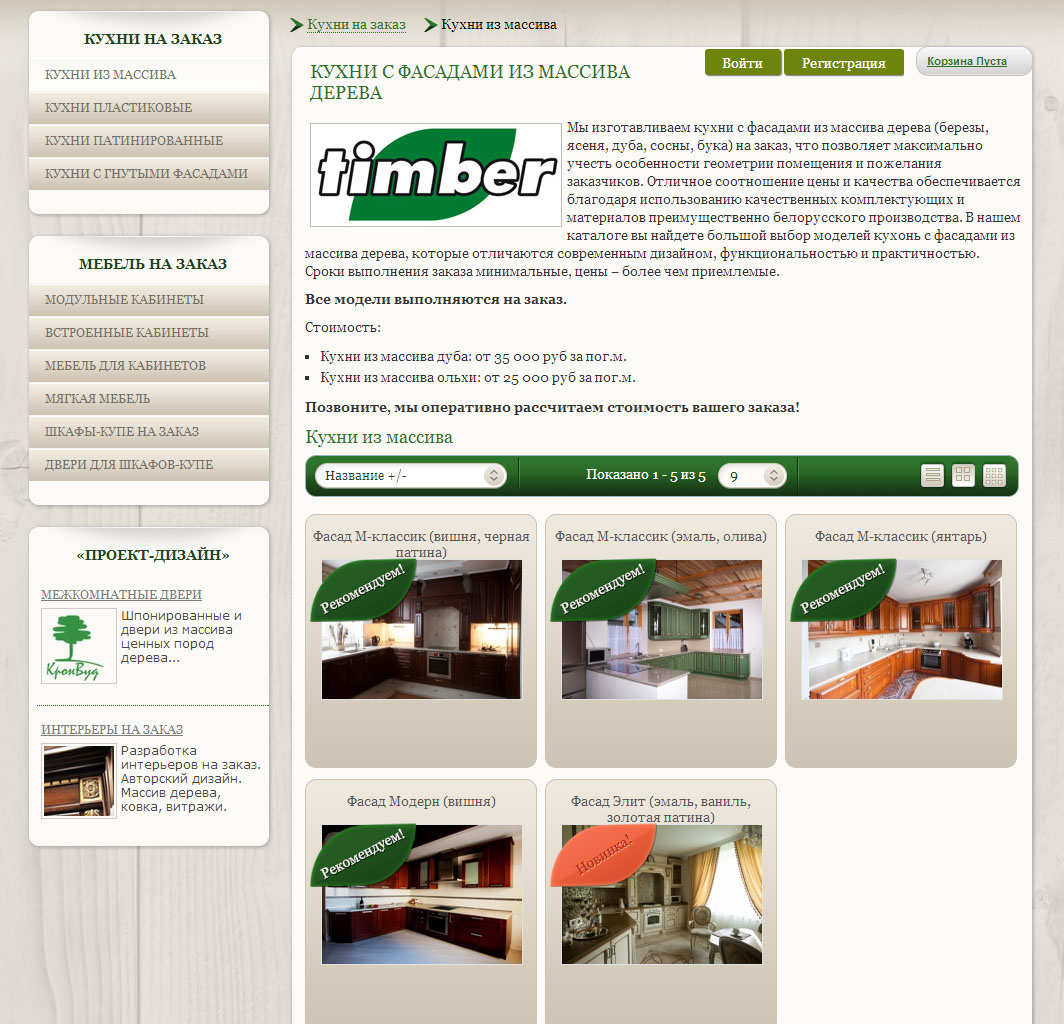 КУХНИ НА ЗАКАЗ
КУХНИ ИЗ МАССИВА
КУХНИ ПЛАСТИКОВЫЕ
КУХНИ ПАТИНИРОВАННЫЕ
КУХНИ С ГНУТЫМИ ФАСАДАМИ
МЕБЕЛЬ НА ЗАКАЗ
МОДУЛЬНЫЕ КАБИНЕТЫ
ВСТРОЕННЫЕ КАБИНЕТЫ
МЕБЕЛЬ ДЛЯ КАБИНЕТОВ
МЯГКАЯ МЕБЕЛЬ
ШКАФЫ-КУПЕ НА ЗАКАЗ
ДВЕРИ ДЛЯ ШКАФОВ-КУПЕ
«ПРОЕКТ-ДИЗАЙН»
МЕЖКОМНАТНЫЕ ДВЕРИ
КронВуд
Шпонированные и
двери из массива
ценных пород
дерева...
ИНТЕРЬЕРЫ НА ЗАКАЗ
Разработка
интерьеров на заказ.
Авторский дизайн.
Массив дерева,
ковка, витражи.
Кухни на заказ Кухни из массива
Войти Регистрация Корзина Пуста
КУХНИ С ФАСАДАМИ ИЗ МАССИВА
ДЕРЕВА
timber
Мы изготавливаем кухни с фасадами из массива дерева (березы,
ясеня, дуба, сосны, бука) на заказ, что позволяет максимально
учесть особенности геометрии помещения и пожелания
заказчиков. Отличное соотношение цены и качества обеспечивается
благодаря использованию качественных комплектующих и
материалов преимущественно белорусского производства. В нашем
каталоге вы найдете большой выбор моделей кухонь с фасадами из
массива дерева, которые отличаются современным дизайном, функциональностью и практичностью.
Сроки выполнения заказа минимальные, цены – более чем приемлемые.
Все модели выполняются на заказ.
Стоимость:
Кухни из массива дуба: от 35 000 руб за пог.м.
Кухни из массива ольхи: от 25 000 руб за пог.м.
Позвоните, мы оперативно рассчитаем стоимость вашего заказа!
Кухни из массива
Название +/- Показано 1 - 5 из 5 9
Фасад М-классик (вишня, черная
патина)
Рекомендуем!
Фасад М-классик (эмаль, олива)
Рекомендуем!
Фасад М-классик (янтарь)
Рекомендуем!
Фасад Модерн (вишня)
Рекомендуем!
Фасад Элит (эмаль, ваниль,
золотая патина)
Новинка!